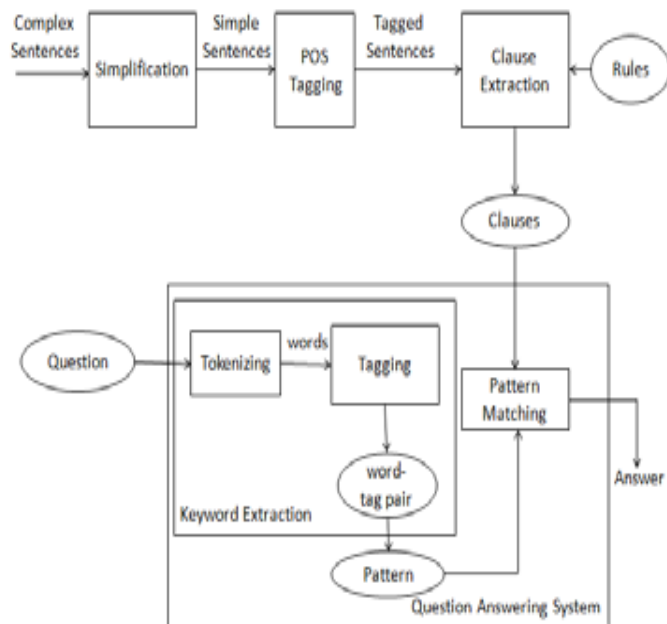 Complex
Sentences
Simplification
Simple
Sentences
POS
Tagging
Tagged
Sentences
Clause
Extraction
Rules
Clauses
Question
Tokenizing
words
Tagging
word-
tag pair
Keyword Extraction
Pattern
Pattern
Matching
Answer
Question Answering System